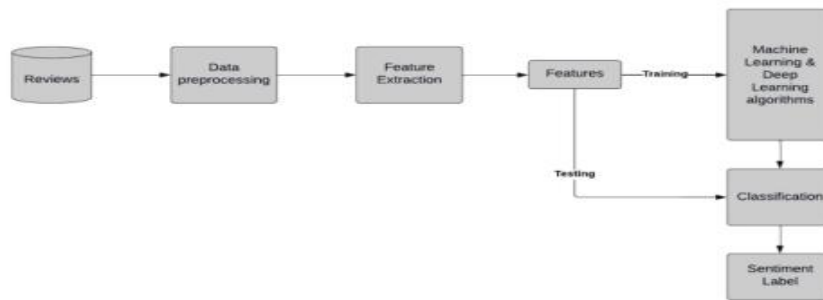 Reviews
Data
preprocessing
Feature
Extraction
Features
Training
Machine
Learning &
Deep
Learning
algorithms
Testing
Classification
Sentiment
Label